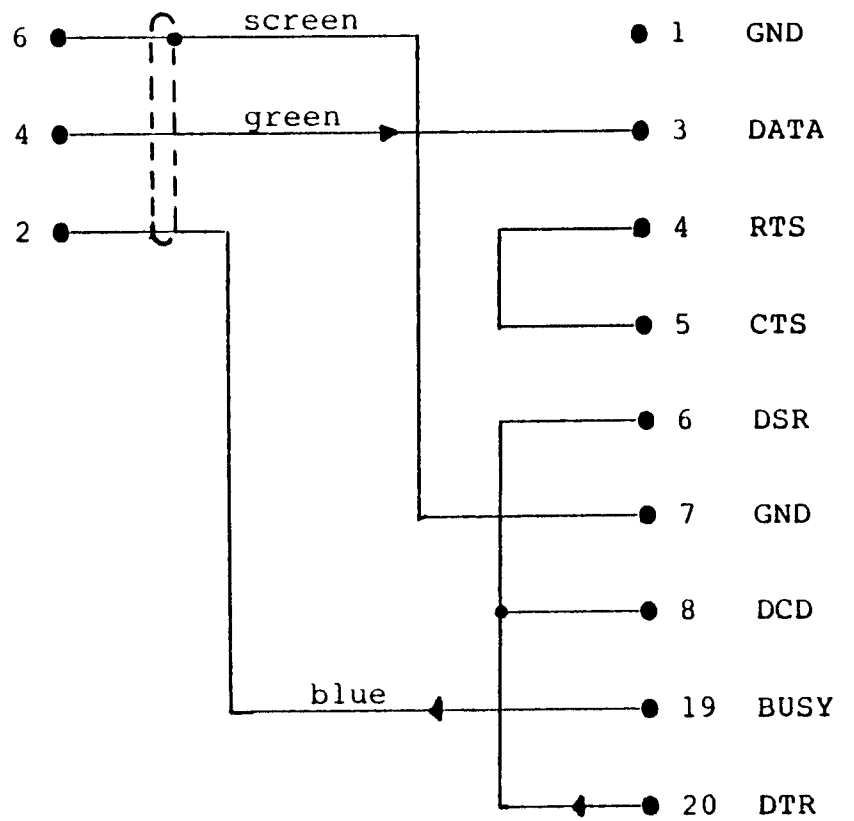 6 screen 1 GND
4 green 3 DATA
2 4 RTS
5 CTS
6 DSR
7 GND
8 DCD
blue 19 BUSY
20 DTR